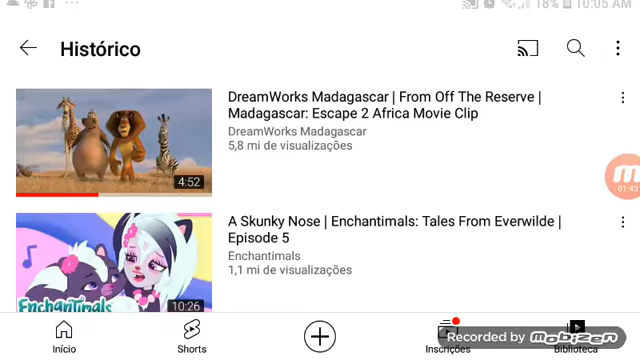 18% 10:05 AM
Histórico
DreamWorks Madagascar | From Off The Reserve |
Madagascar: Escape 2 Africa Movie Clip
DreamWorks Madagascar
5,8 mi de visualizações
4:52
01:43
A Skunky Nose | Enchantimals: Tales From Everwilde |
Episode 5
Enchantimals
1,1 mi de visualizações
Enchantimals
10:26
Recorded by Mobizen
Início
Shorts
Inscrições
Biblioteca